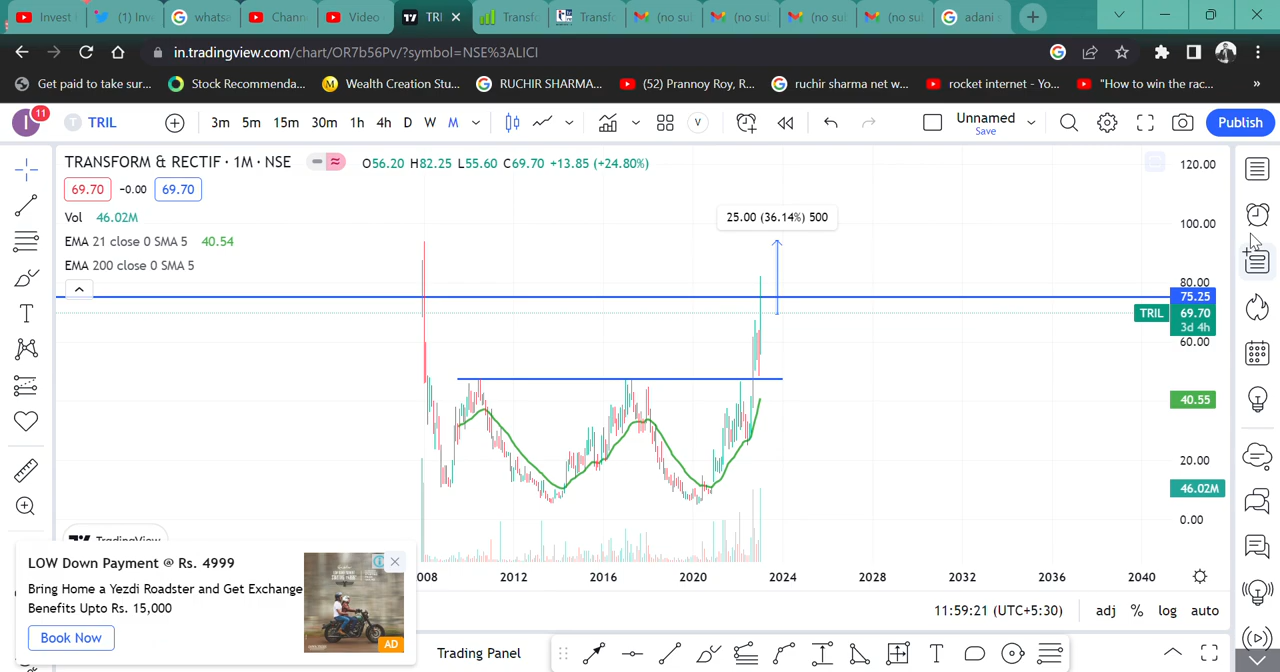 Invest
(1) Inv
whatsa
Chann
Video
TRI
Transfo
Transfo
(no sub
(no sub
(no su
(no su
adani s
in.tradingview.com/chart/OR7b56Pv/?symbol=NSE%3ALICI
Get paid to take sur...
Stock Recommenda...
Wealth Creation Stu...
RUCHIR SHARMA...
(52) Prannoy Roy, R...
ruchir sharma net w...
rocket internet - Yo...
"How to win the rac...
»
I
11
T
TRIL
3m 5m 15m 30m 1h 4h D W M
V
Unnamed
Save
Publish
TRANSFORM & RECTIF · 1M · NSE
O56.20 H82.25 L55.60 C69.70 +13.85 (+24.80%)
69.70 -0.00 69.70
Vol 46.02M
EMA 21 close 0 SMA 5 40.54
EMA 200 close 0 SMA 5
25.00 (36.14%) 500
120.00
100.00
80.00
75.25
TRIL 69.70
3d 4h
60.00
40.55
20.00
46.02M
0.00
TradingView
LOW Down Payment @ Rs. 4999
Bring Home a Yezdi Roadster and Get Exchange
Benefits Upto Rs. 15,000
Book Now
AD
008 2012 2016 2020 2024 2028 2032 2036 2040
11:59:21 (UTC+5:30)
adj % log auto
Trading Panel